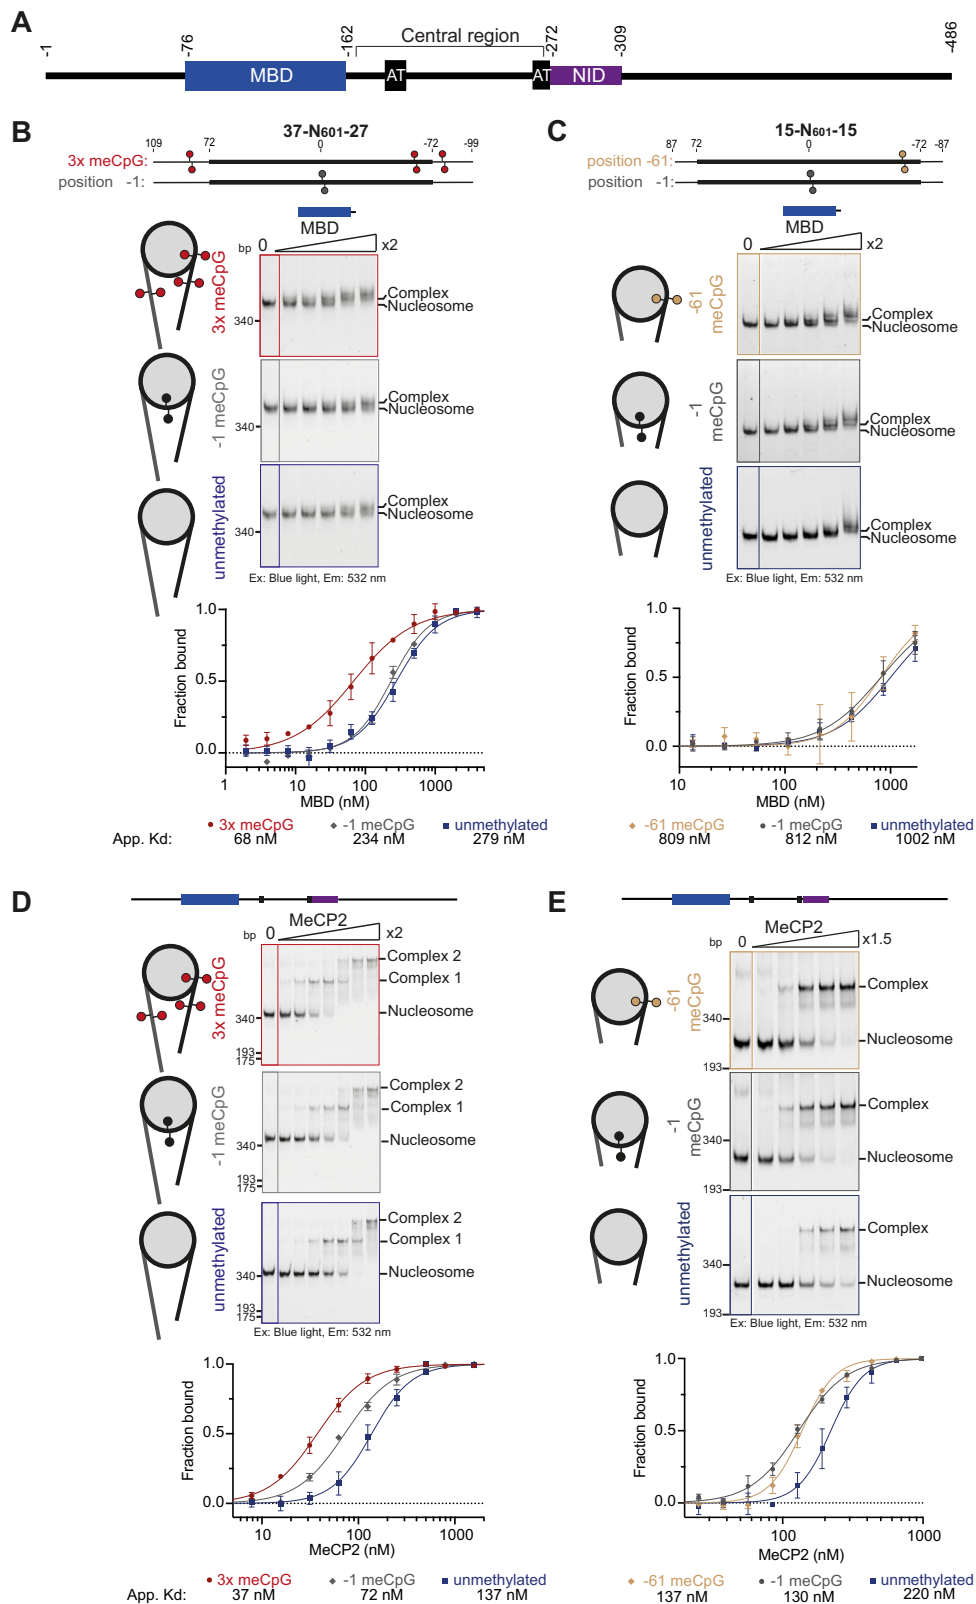 A
-1
-76
-162
Central region
-272
-309
-486
MBD
AT
AT
NID
B
37-N601-27
109
72
0
-72
-99
3x meCpG:
position -1:
MBD
bp
0
x2
3x meCpG
340
Complex
Nucleosome
-1 meCpG
340
Complex
Nucleosome
unmethylated
340
Complex
Nucleosome
Ex: Blue light, Em: 532 nm
Fraction bound
1.0
0.5
0.0
1
10
100
1000
MBD (nM)
3x meCpG
-1 meCpG
unmethylated
App. Kd:
68 nM
234 nM
279 nM
C
15-N601-15
87
72
0
-72
-87
position -61:
position -1:
MBD
0
x2
-61 meCpG
Complex
Nucleosome
-1 meCpG
Complex
Nucleosome
unmethylated
Complex
Nucleosome
Ex: Blue light, Em: 532 nm
Fraction bound
1.0
0.5
0.0
10
100
1000
MBD (nM)
-61 meCpG
-1 meCpG
unmethylated
809 nM
812 nM
1002 nM
D
MeCP2
bp
0
x2
3x meCpG
340
193
175
Complex 2
Complex 1
Nucleosome
-1 meCpG
340
193
175
Complex 2
Complex 1
Nucleosome
unmethylated
340
193
175
Complex 2
Complex 1
Nucleosome
Ex: Blue light, Em: 532 nm
Fraction bound
1.0
0.5
0.0
10
100
1000
MeCP2 (nM)
3x meCpG
-1 meCpG
unmethylated
App. Kd:
37 nM
72 nM
137 nM
E
MeCP2
bp
0
x1.5
-61 meCpG
340
193
Complex
Nucleosome
-1 meCpG
340
193
Complex
Nucleosome
unmethylated
340
193
Complex
Nucleosome
Ex: Blue light, Em: 532 nm
Fraction bound
1.0
0.5
0.0
100
1000
MeCP2 (nM)
-61 meCpG
-1 meCpG
unmethylated
137 nM
130 nM
220 nM